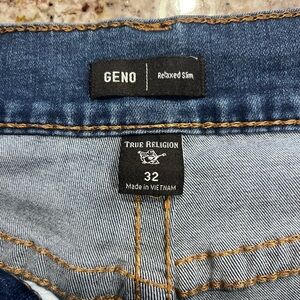 GENO | Relaxed Slim
TRUE RELIGION
32
MADE IN VIETNAM